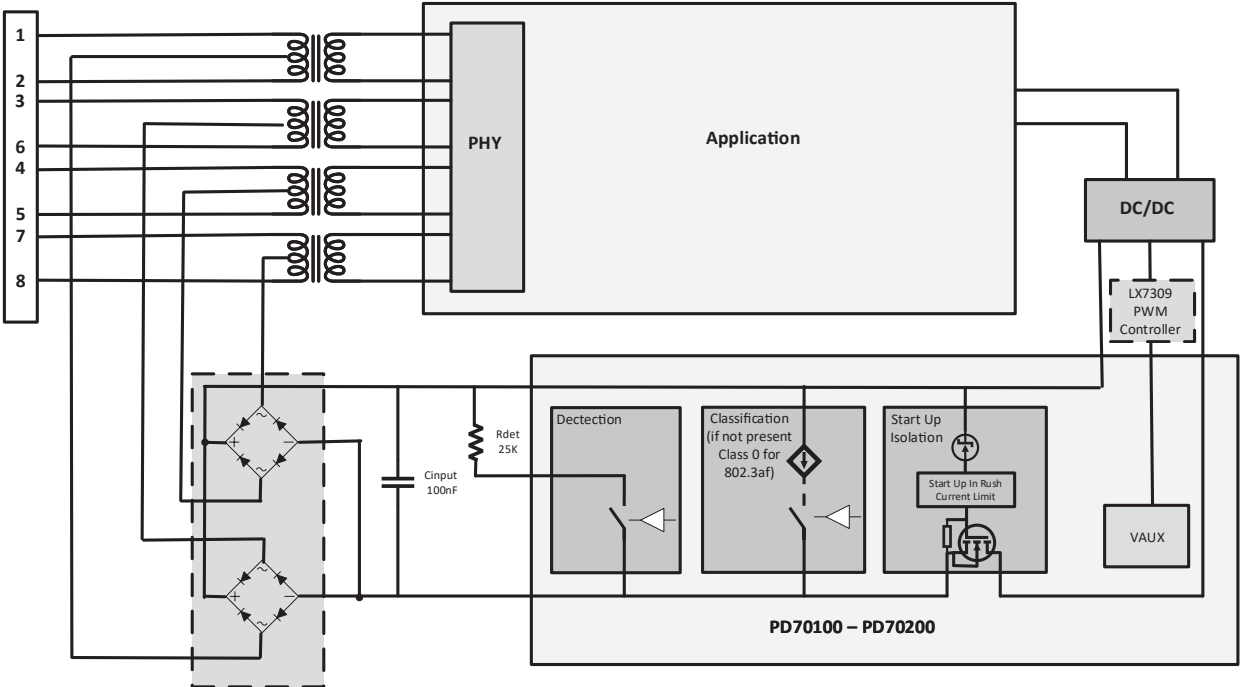 1
2
3
6
4
5
7
8
PHY
Application
DC/DC
LX7309
PWM
Controller
Dectection
Classification
(if not present
Class 0 for
802.3af)
Start Up
Isolation
Rdet
25K
Cinput
100nF
Start Up In Rush
Current Limit
VAUX
~
+
–
~
~
+
–
~
PD70100 – PD70200